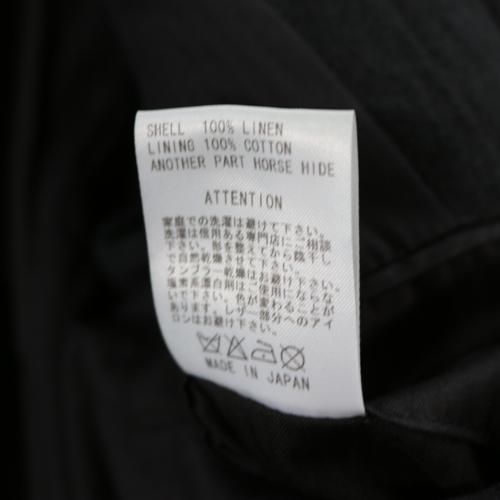 SHELL 100% LINEN
LINING 100% COTTON
ANOTHER PART HORSE HIDE
ATTENTION
家庭での洗濯は避けて下さい。
洗濯は信用ある専門店にご相談
下さい。形を整えてから陰干し
で自然乾燥させて下さい。
タンブラー乾燥はお避け下さい。
塩素系漂白剤はご使用にならな
いで下さい。色が変わることが
あります。レザー部分へのアイ
ロンはお避け下さい。
MADE IN JAPAN